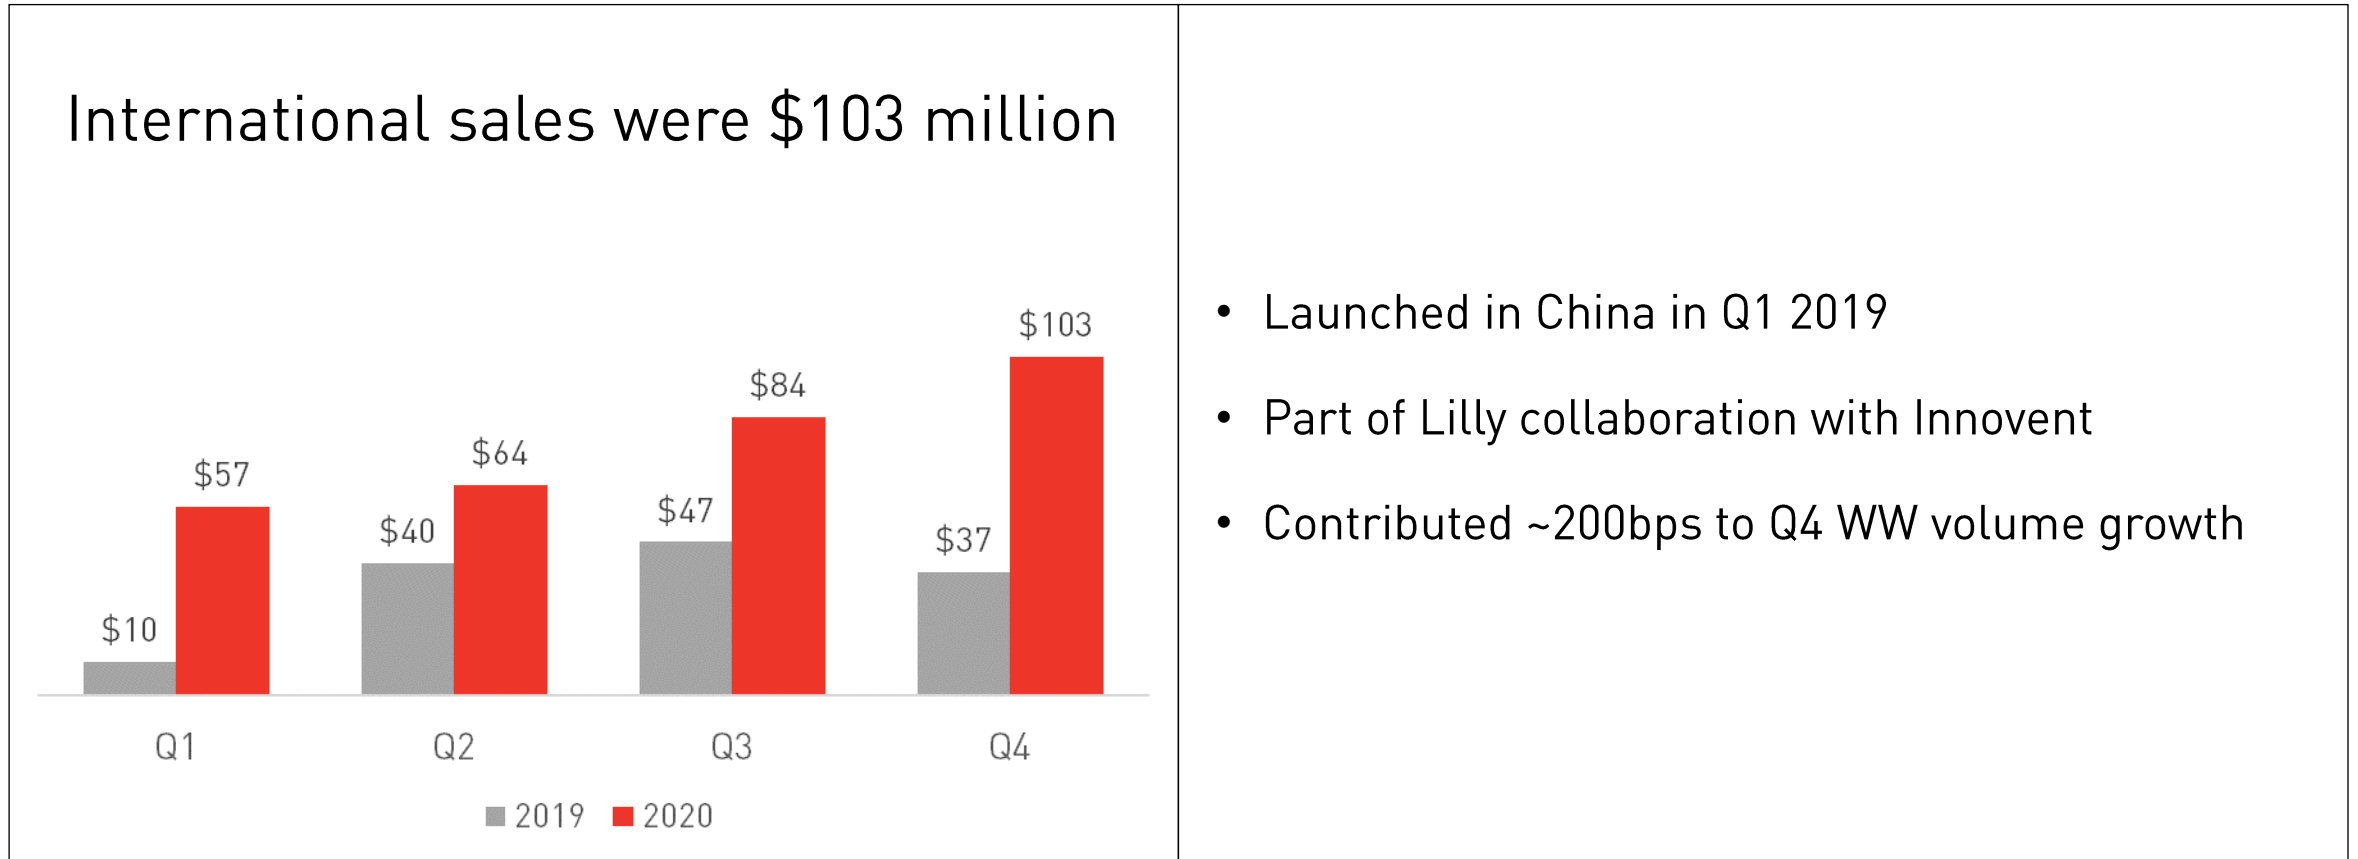 International sales were $103 million
$10
$57
$40
$64
$47
$84
$37
$103
Q1
Q2
Q3
Q4
2019
2020
• Launched in China in Q1 2019
• Part of Lilly collaboration with Innovent
• Contributed ~200bps to Q4 WW volume growth